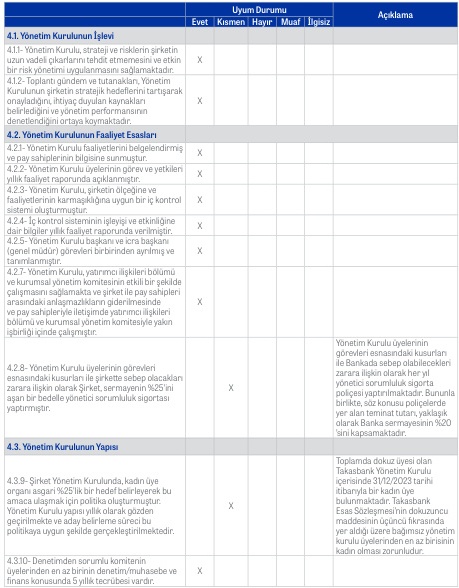 Uyum Durumu
Açıklama
Evet Kısmen Hayır Muaf İlgisiz
4.1. Yönetim Kurulunun İşlevi
4.1.1- Yönetim Kurulu, strateji ve risklerin şirketin
uzun vadeli çıkarlarını tehdit etmemesini ve etkin
bir risk yönetimi uygulanmasını sağlamaktadır.
X
4.1.2- Toplantı gündem ve tutanakları, Yönetim
Kurulunun şirketin stratejik hedeflerini tartışarak
onayladığını, ihtiyaç duyulan kaynakları
belirlediğini ve yönetim performansının
denetlendiğini ortaya koymaktadır.
X
4.2. Yönetim Kurulunun Faaliyet Esasları
4.2.1- Yönetim Kurulu faaliyetlerini belgelendirmiş
ve pay sahiplerinin bilgisine sunmuştur.
X
4.2.2- Yönetim Kurulu üyelerinin görev ve yetkileri
yıllık faaliyet raporunda açıklanmıştır.
X
4.2.3- Yönetim Kurulu, şirketin ölçeğine ve
faaliyetlerinin karmaşıklığına uygun bir iç kontrol
sistemi oluşturmuştur.
X
4.2.4- İç kontrol sisteminin işleyişi ve etkinliğine
dair bilgiler yıllık faaliyet raporunda verilmiştir.
X
4.2.5- Yönetim Kurulu başkanı ve icra başkanı
(genel müdür) görevleri birbirinden ayrılmış ve
tanımlanmıştır.
X
4.2.7- Yönetim Kurulu, yatırımcı ilişkileri bölümü
ve kurumsal yönetim komitesinin etkili bir şekilde
çalışmasını sağlamakta ve şirket ile pay sahipleri
arasındaki anlaşmazlıkların giderilmesinde
ve pay sahipleriyle iletişimde yatırımcı ilişkileri
bölümü ve kurumsal yönetim komitesiyle yakın
işbirliği içinde çalışmıştır.
X
4.2.8- Yönetim Kurulu üyelerinin görevleri
esnasındaki kusurları ile şirkette sebep olacakları
zarara ilişkin olarak Şirket, sermayenin %25'ini
aşan bir bedelle yönetici sorumluluk sigortası
yaptırmıştır.
X
Yönetim Kurulu üyelerinin
görevleri esnasındaki kusurları
ile Bankada sebep olabilecekleri
zarara ilişkin olarak her yıl
yönetici sorumluluk sigorta
poliçesi yaptırılmaktadır. Bununla
birlikte, söz konusu poliçelerde
yer alan teminat tutarı, yaklaşık
olarak Banka sermayesinin %20
'sini kapsamaktadır.
4.3. Yönetim Kurulunun Yapısı
4.3.9- Şirket Yönetim Kurulunda, kadın üye
oranı asgari %25'lik bir hedef belirleyerek bu
amaca ulaşmak için politika oluşturmuştur.
Yönetim Kurulu yapısı yıllık olarak gözden
geçirilmekte ve aday belirleme süreci bu
politikaya uygun şekilde gerçekleştirilmektedir.
X
Toplamda dokuz üyesi olan
Takasbank Yönetim Kurulu
içerisinde 31/12/2023 tarihi
itibarıyla bir kadın üye
bulunmaktadır. Takasbank
Esas Sözleşmesi'nin dokuzuncu
maddesinin üçüncü fıkrasında
yer aldığı üzere bağımsız yönetim
kurulu üyelerinden en az birisinin
kadın olması zorunludur.
4.3.10- Denetimden sorumlu komitenin
üyelerinden en az birinin denetim/muhasebe ve
finans konusunda 5 yıllık tecrübesi vardır.
X